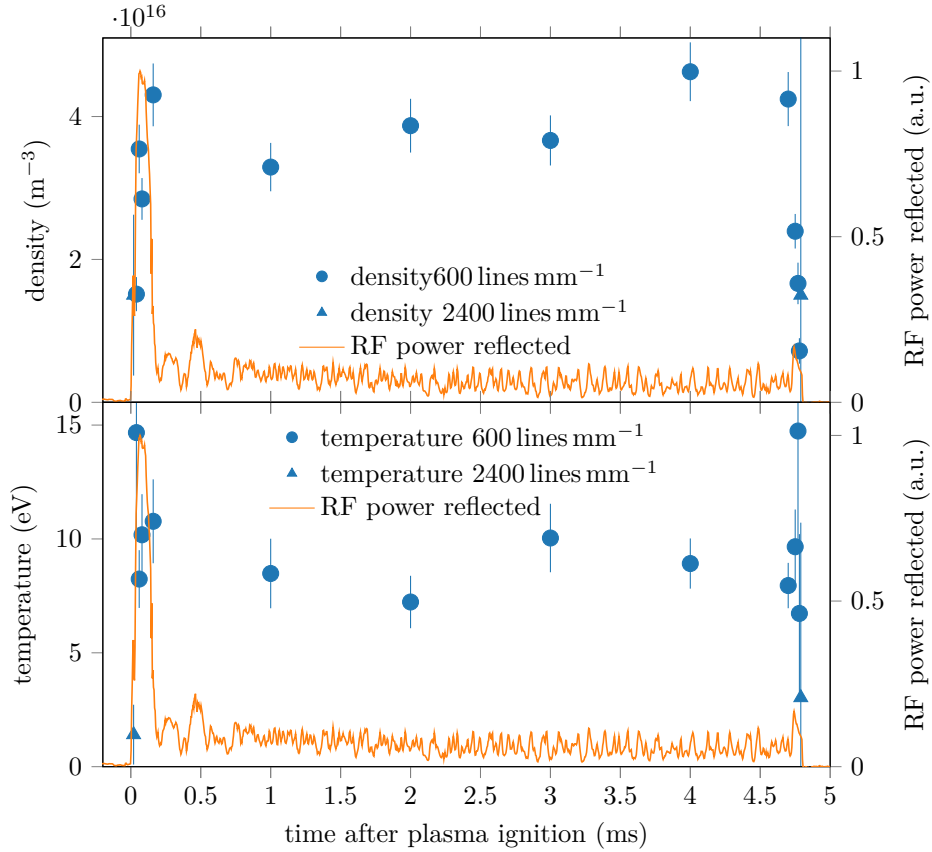 ·10^16
density (m^−3)
0
2
4
RF power reflected (a.u.)
0
0.5
1
density600 lines mm^−1
density 2400 lines mm^−1
RF power reflected
temperature (eV)
0
5
10
15
RF power reflected (a.u.)
0
0.5
1
temperature 600 lines mm^−1
temperature 2400 lines mm^−1
RF power reflected
0 0.5 1 1.5 2 2.5 3 3.5 4 4.5 5
time after plasma ignition (ms)